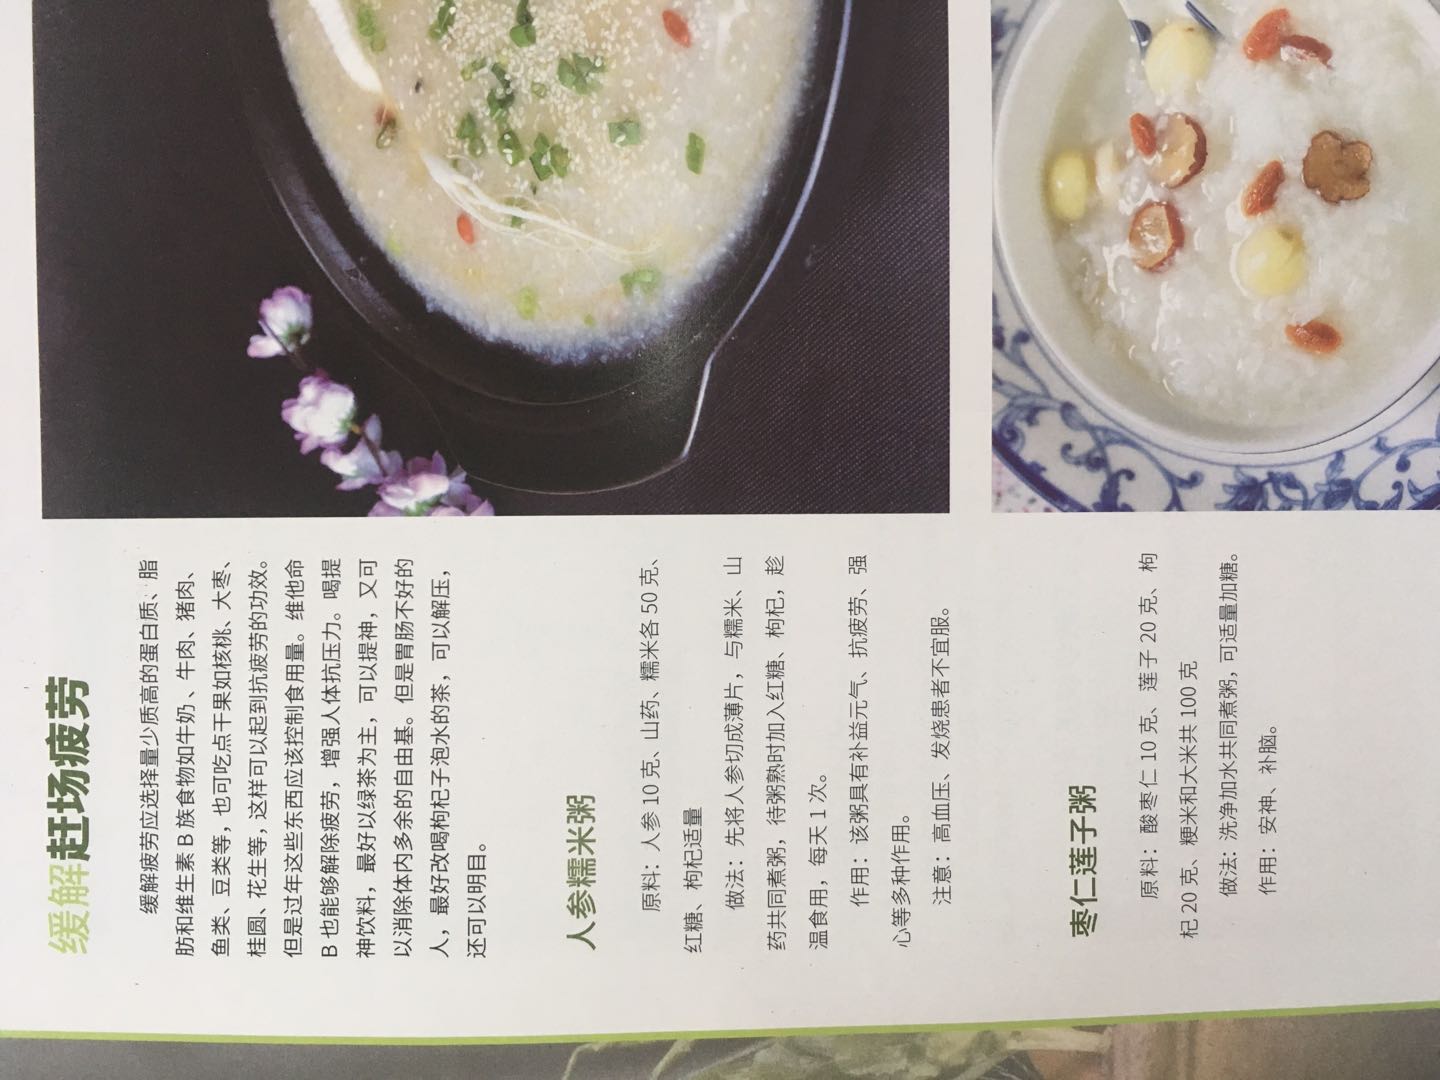 缓解赶场疲劳
缓解疲劳应选择量少质高的蛋白质、脂
肪和维生素 B 族食物如牛奶、牛肉、猪肉、
鱼类、豆类等，也可吃点干果如核桃、大枣、
桂圆、花生等，这样可以起到抗疲劳的功效。
但是过年这些东西应该控制食用量。维他命
B 也能够解除疲劳，增强人体抗压力。喝提
神饮料，最好以绿茶为主，可以提神，又可
以消除体内多余的自由基。但是胃肠不好的
人，最好改喝枸杞子泡水的茶，可以解压，
还可以明目。
人参糯米粥
原料：人参 10 克、山药、糯米各 50 克、
红糖、枸杞适量
做法：先将人参切成薄片，与糯米、山
药共同煮粥，待粥熟时加入红糖、枸杞，趁
温食用，每天 1 次。
作用：该粥具有补益元气、抗疲劳、强
心等多种作用。
注意：高血压、发烧患者不宜服。
枣仁莲子粥
原料：酸枣仁 10 克、莲子 20 克、枸
杞 20 克、粳米和大米共 100 克
做法：洗净加水共同煮粥，可适量加糖。
作用：安神、补脑。